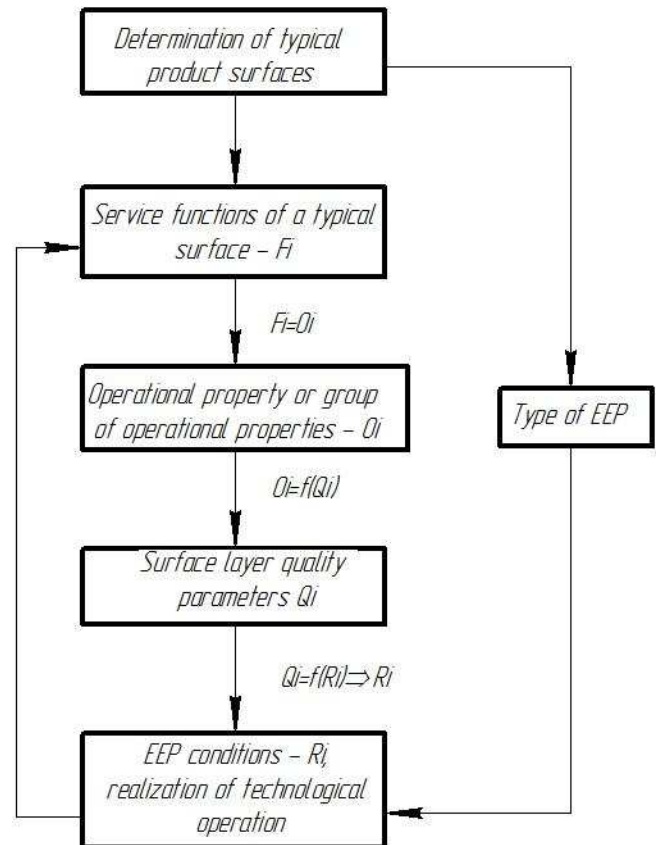 Determination of typical
product surfaces
Service functions of a typical
surface – Fi
Fi=Oi
Operational property or group
of operational properties – Oi
Type of EEP
Oi=f(Qi)
Surface layer quality
parameters Qi
Qi=f(Ri)⇒Ri
EEP conditions – Ri,
realization of technological
operation